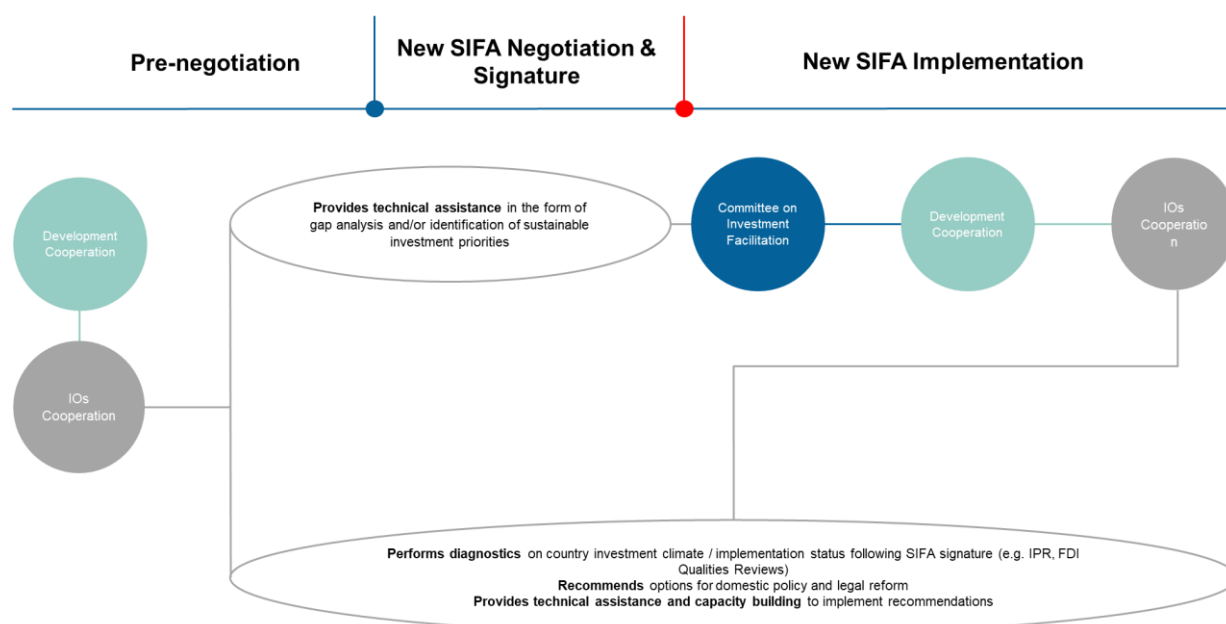 Pre-negotiation
New SIFA Negotiation &
Signature
New SIFA Implementation
Development
Cooperation
IOs
Cooperation
Provides technical assistance in the form of
gap analysis and/or identification of sustainable
investment priorities
Committee on
Investment
Facilitation
Development
Cooperation
IOs
Cooperatio
n
Performs diagnostics on country investment climate / implementation status following SIFA signature (e.g. IPR, FDI
Qualities Reviews)
Recommends options for domestic policy and legal reform
Provides technical assistance and capacity building to implement recommendations